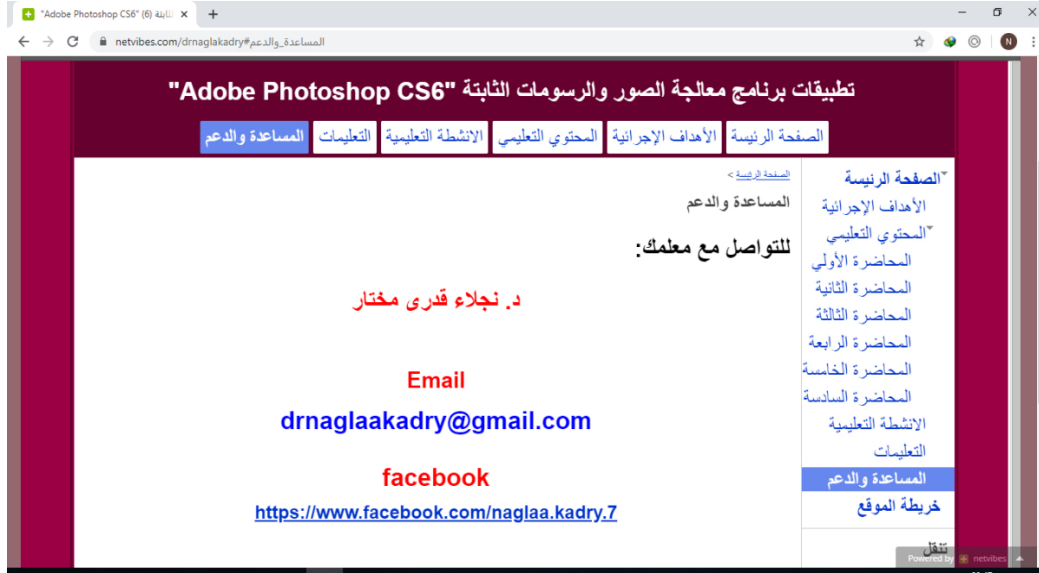 "Adobe Photoshop CS6" (6) الثابتة
netvibes.com/drnaglakadry#المساعدة_والدعم
N
تطبيقات برنامج معالجة الصور والرسومات الثابتة "Adobe Photoshop CS6"
الصفحة الرئيسة الأهداف الإجرائية المحتوي التعليمي الانشطة التعليمية التعليمات المساعدة والدعم
الصفحة الرئيسة >
المساعدة والدعم
للتواصل مع معلمك:
د. نجلاء قدرى مختار
Email
drnaglaakadry@gmail.com
facebook
https://www.facebook.com/naglaa.kadry.7
الصفحة الرئيسة
الأهداف الإجرائية
المحتوي التعليمي
المحاضرة الأولي
المحاضرة الثانية
المحاضرة الثالثة
المحاضرة الرابعة
المحاضرة الخامسة
المحاضرة السادسة
الانشطة التعليمية
التعليمات
المساعدة والدعم
خريطة الموقع
تنقل
Powered by netvibes